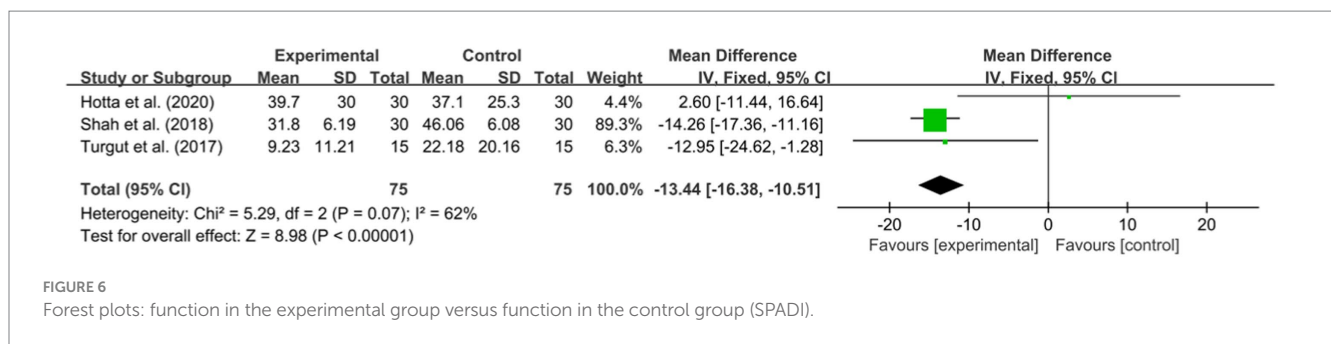 Experimental Control Mean Difference Mean Difference
Study or Subgroup Mean SD Total Mean SD Total Weight IV, Fixed, 95% CI IV, Fixed, 95% CI
Hotta et al. (2020) 39.7 30 30 37.1 25.3 30 4.4% 2.60 [-11.44, 16.64]
Shah et al. (2018) 31.8 6.19 30 46.06 6.08 30 89.3% -14.26 [-17.36, -11.16]
Turgut et al. (2017) 9.23 11.21 15 22.18 20.16 15 6.3% -12.95 [-24.62, -1.28]
Total (95% CI) 75 75 100.0% -13.44 [-16.38, -10.51]
Heterogeneity: Chi² = 5.29, df = 2 (P = 0.07); I² = 62%
Test for overall effect: Z = 8.98 (P < 0.00001)
-20 -10 0 10 20
Favours [experimental] Favours [control]
FIGURE 6
Forest plots: function in the experimental group versus function in the control group (SPADI).